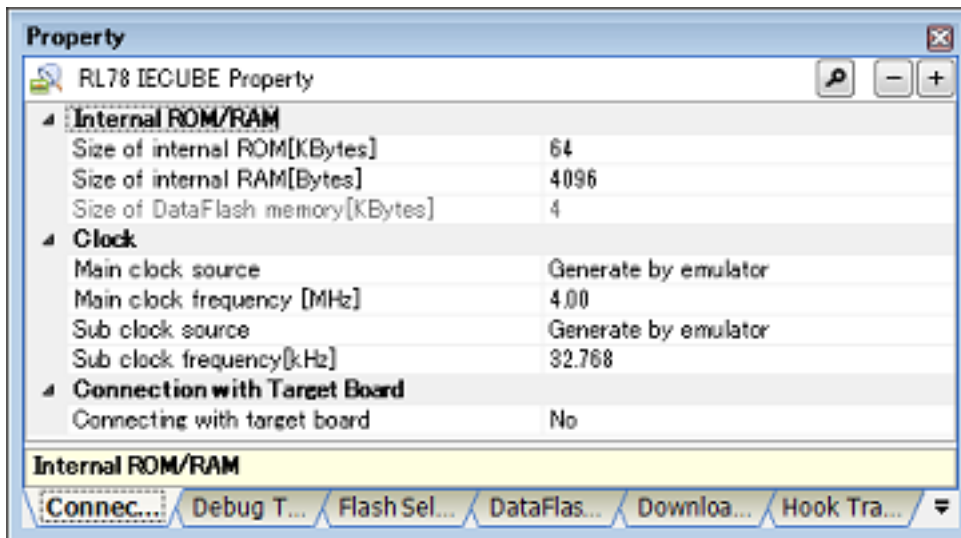 Property
RL78 IECUBE Property
Internal ROM/RAM
Size of internal ROM[KBytes] 64
Size of internal RAM[Bytes] 4096
Size of DataFlash memory[KBytes] 4
Clock
Main clock source Generate by emulator
Main clock frequency [MHz] 4.00
Sub clock source Generate by emulator
Sub clock frequency[kHz] 32.768
Connection with Target Board
Connecting with target board No
Internal ROM/RAM
Connec... Debug T... Flash Sel... DataFlas... Downloa... Hook Tra...